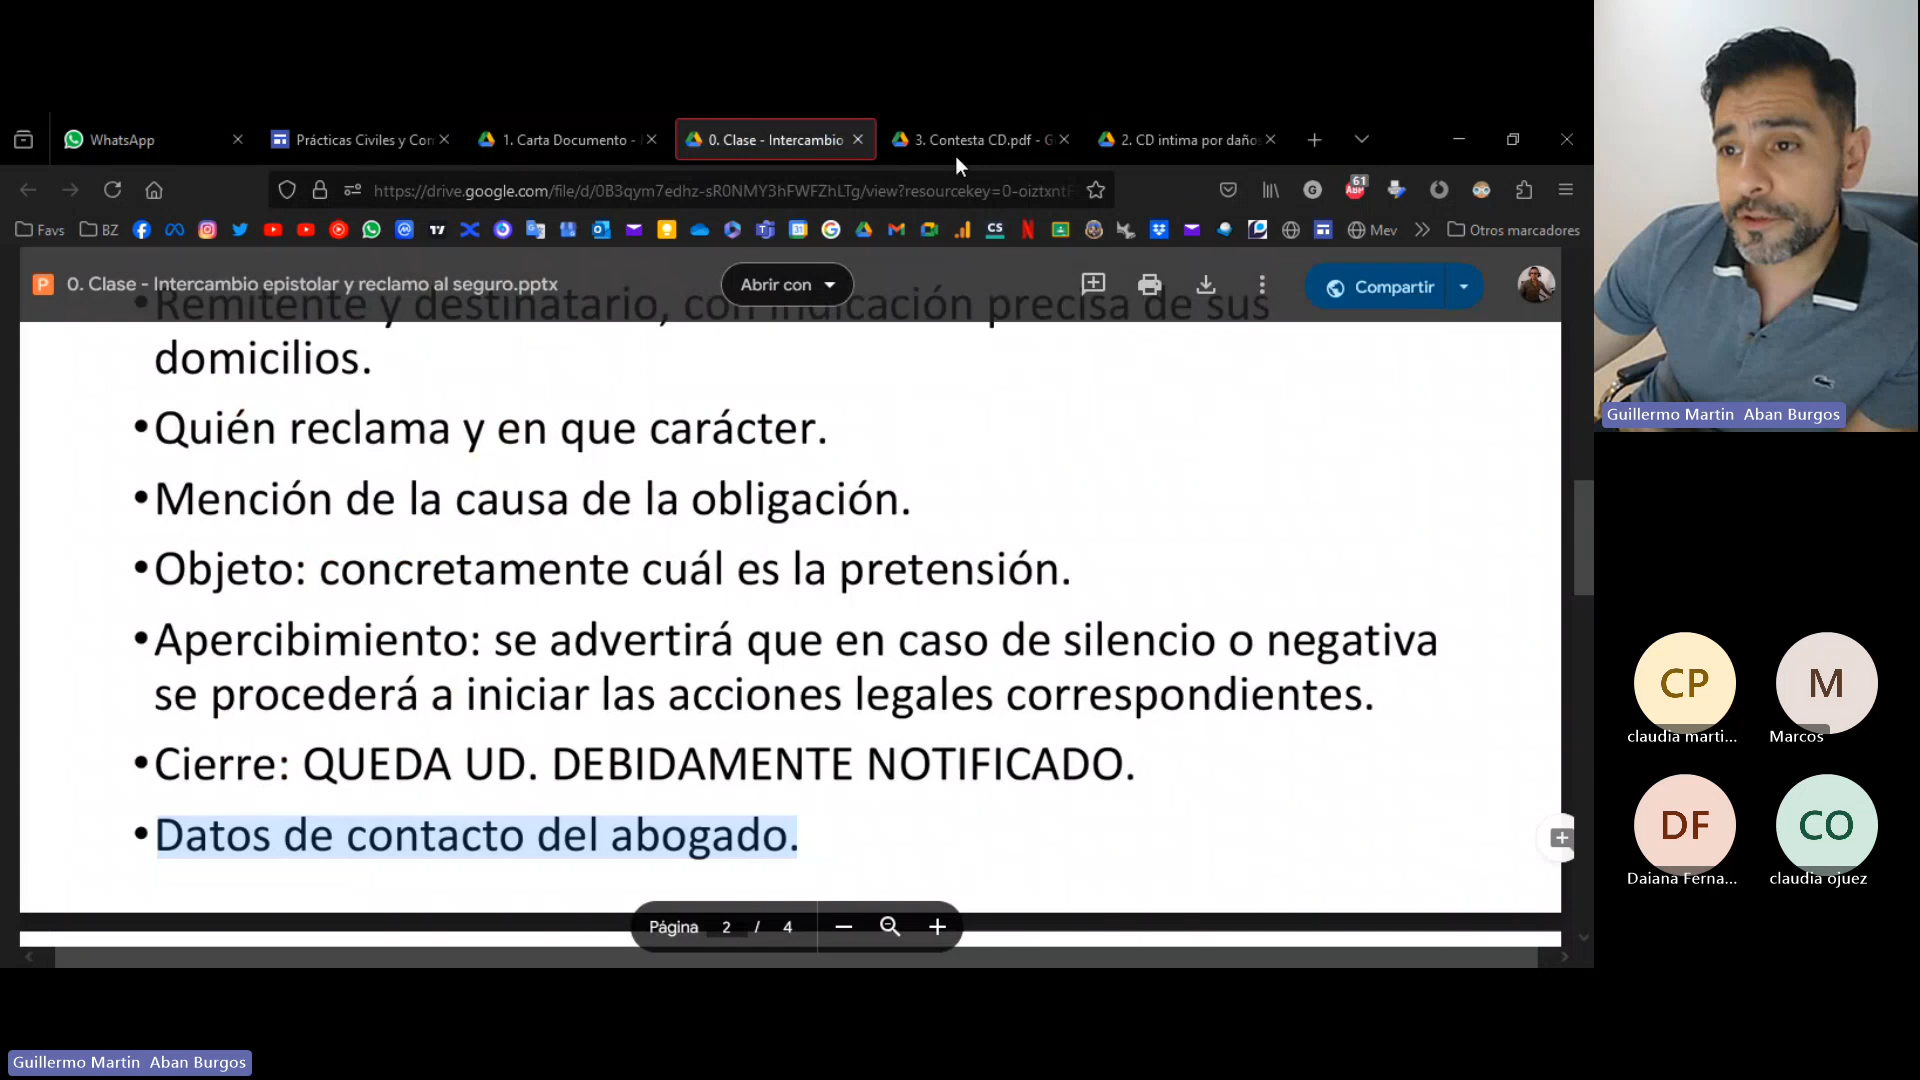 WhatsApp
Prácticas Civiles y Con
1. Carta Documento -
0. Clase - Intercambio
3. Contesta CD.pdf - G
2. CD intima por daños
https://drive.google.com/file/d/0B3qym7edhz-sR0NMY3hFWFZhLTg/view?resourcekey=0-oiztxntF
61
ABP
Favs
BZ
Mev
Otros marcadores
0. Clase - Intercambio epistolar y reclamo al seguro.pptx
Abrir con
Compartir
•Remitente y destinatario, con indicación precisa de sus
domicilios.
•Quién reclama y en que carácter.
•Mención de la causa de la obligación.
•Objeto: concretamente cuál es la pretensión.
•Apercibimiento: se advertirá que en caso de silencio o negativa
se procederá a iniciar las acciones legales correspondientes.
•Cierre: QUEDA UD. DEBIDAMENTE NOTIFICADO.
•Datos de contacto del abogado.
Página 2 / 4
Guillermo Martin Aban Burgos
CP
claudia marti...
M
Marcos
DF
Daiana Ferna...
CO
claudia ojuez
Guillermo Martin Aban Burgos